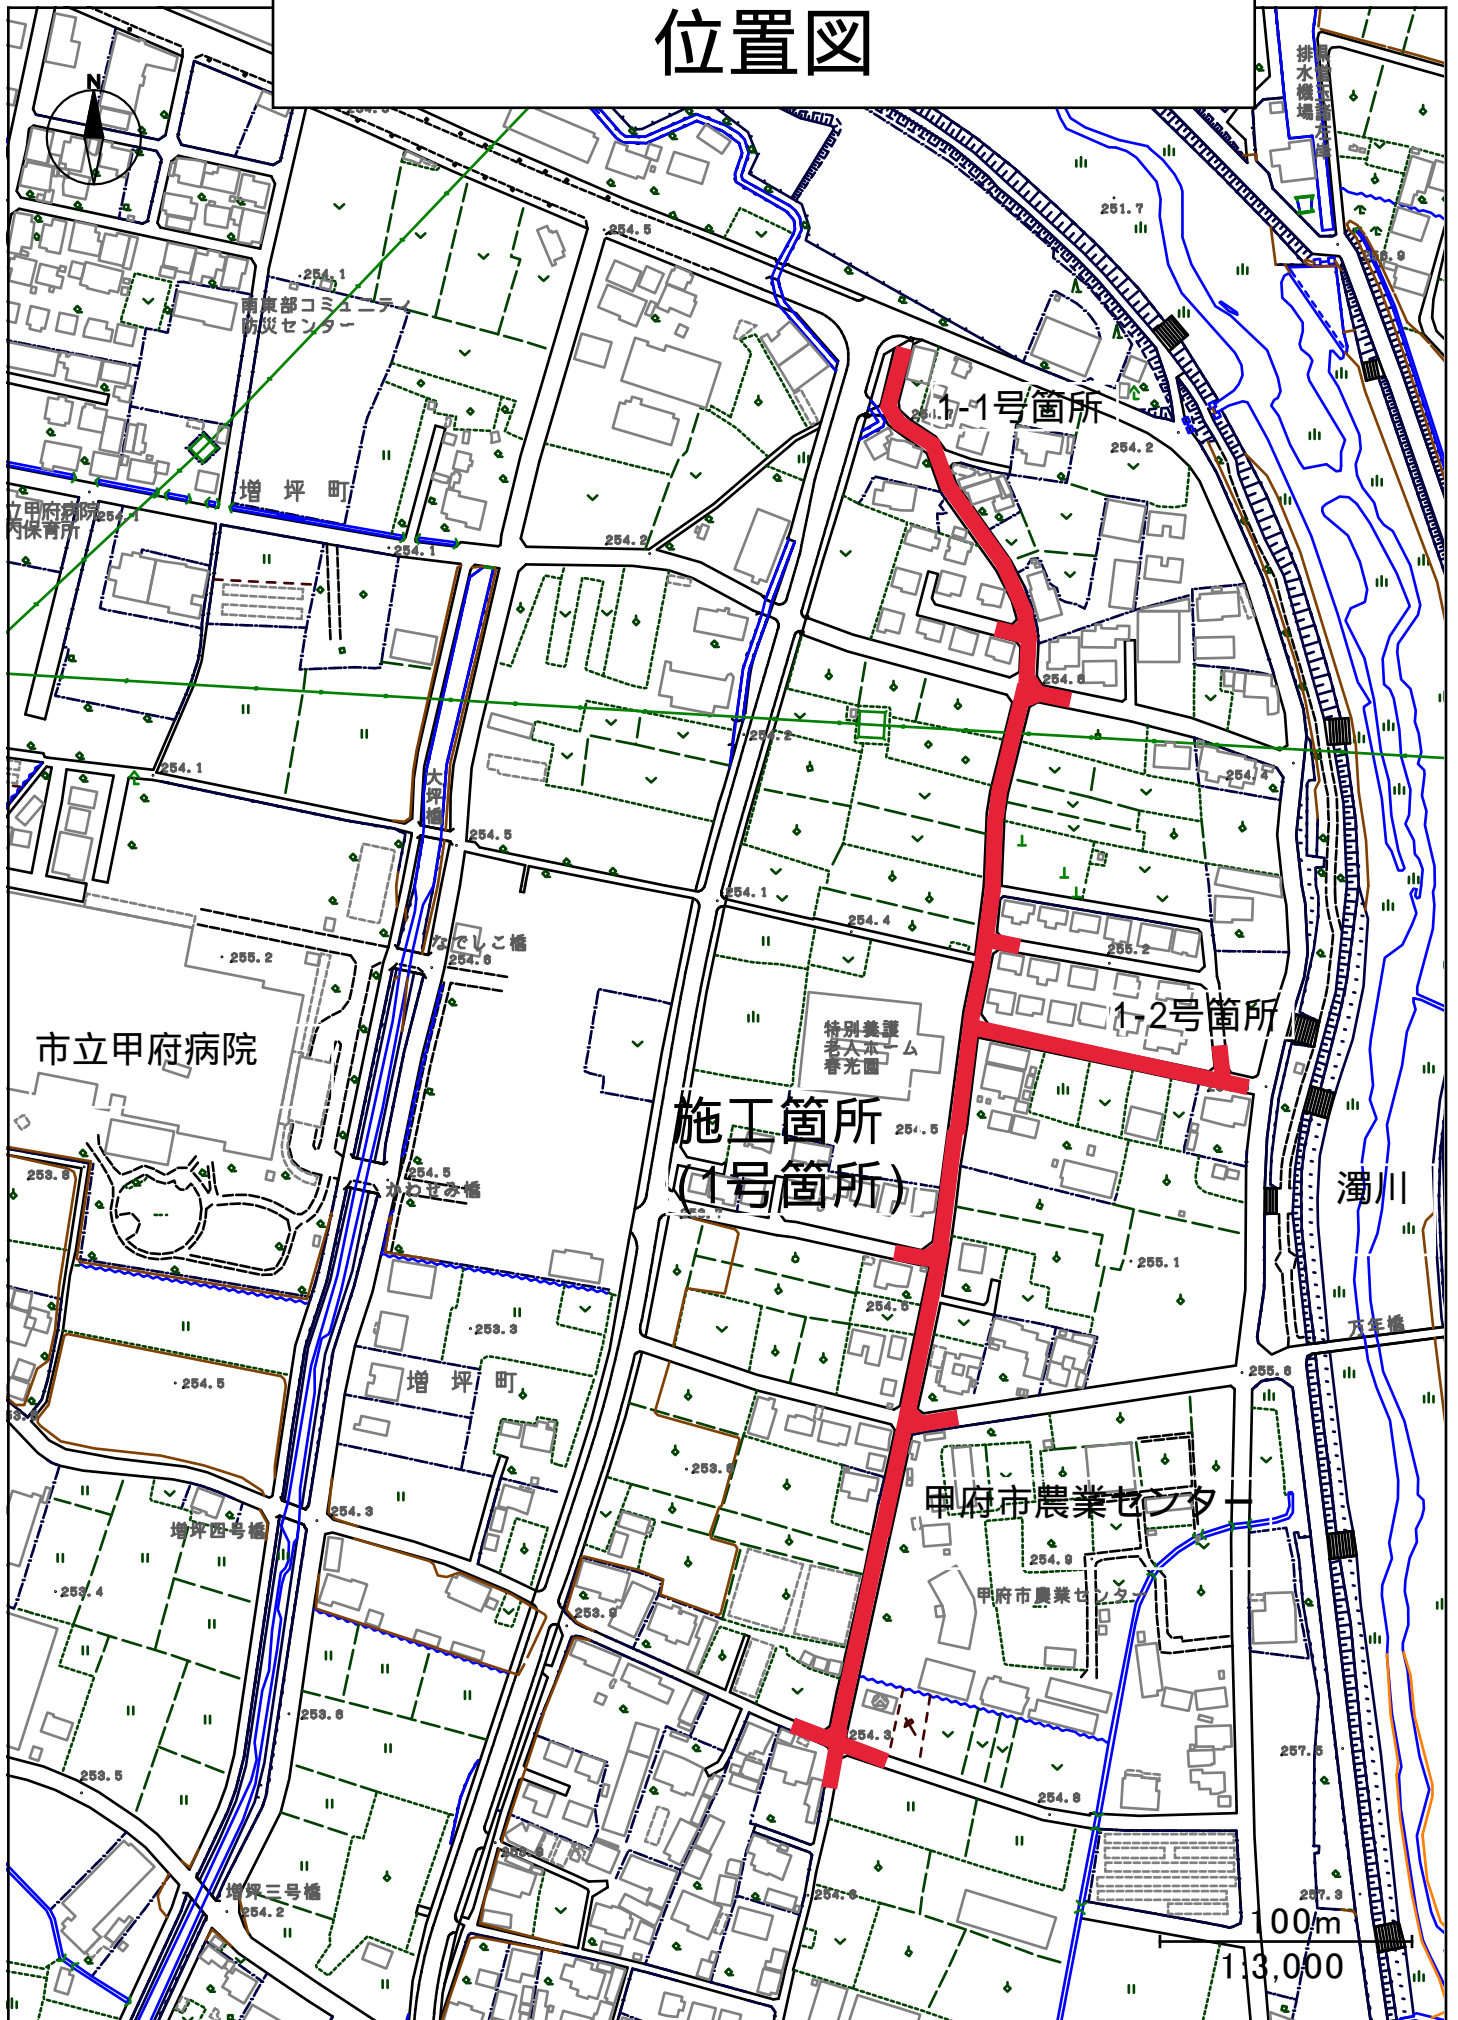 位置図
N
排水機場
254.5
251.7
254.1
南東部コミュニティ
防災センター
1-1号箇所
254.2
増 坪 町
立甲府病院
内保育所
254.1
254.1
254.2
254.6
254.2
254.1
254.4
大坪橋
254.5
254.1
254.4
なでしこ橋
254.6
255.2
255.2
市立甲府病院
特別養護
老人ホーム
春光園
1-2号箇所
施工箇所
(1号箇所)
254.5
濁川
253.8
254.5
かわせみ橋
255.1
254.5
253.3
万年橋
255.6
254.5
増 坪 町
253.8
甲府市農業センター
254.3
増坪四号橋
254.9
甲府市農業センター
253.4
253.9
253.6
254.3
257.5
253.5
254.8
増坪三号橋
254.2
254.6
257.3
100m
1:3,000